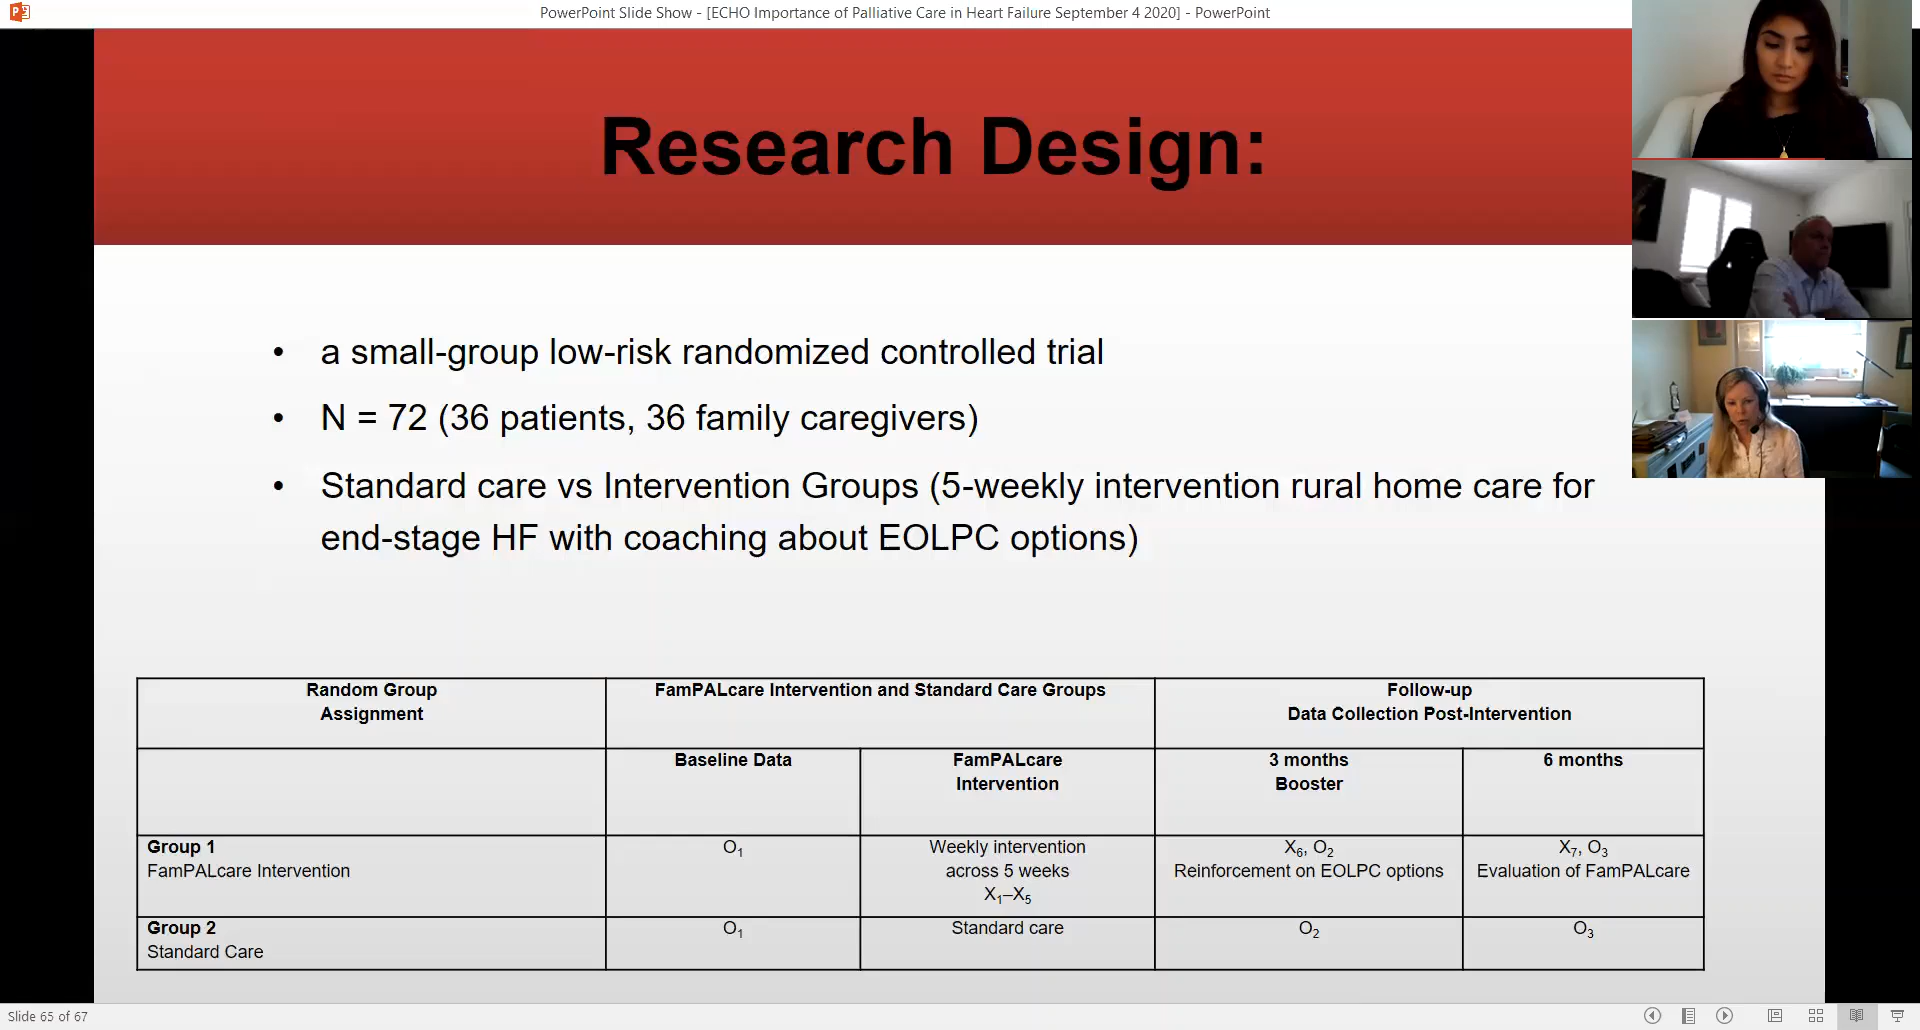 PowerPoint Slide Show - [ECHO Importance of Palliative Care in Heart Failure September 4 2020] - PowerPoint
Research Design:
• a small-group low-risk randomized controlled trial
• N = 72 (36 patients, 36 family caregivers)
• Standard care vs Intervention Groups (5-weekly intervention rural home care for
end-stage HF with coaching about EOLPC options)
Random Group
Assignment
FamPALcare Intervention and Standard Care Groups
Follow-up
Data Collection Post-Intervention
Baseline Data
FamPALcare
Intervention
3 months
Booster
6 months
Group 1
FamPALcare Intervention
O1
Weekly intervention
across 5 weeks
X1–X5
X6, O2
Reinforcement on EOLPC options
X7, O3
Evaluation of FamPALcare
Group 2
Standard Care
O1
Standard care
O2
O3
Slide 65 of 67